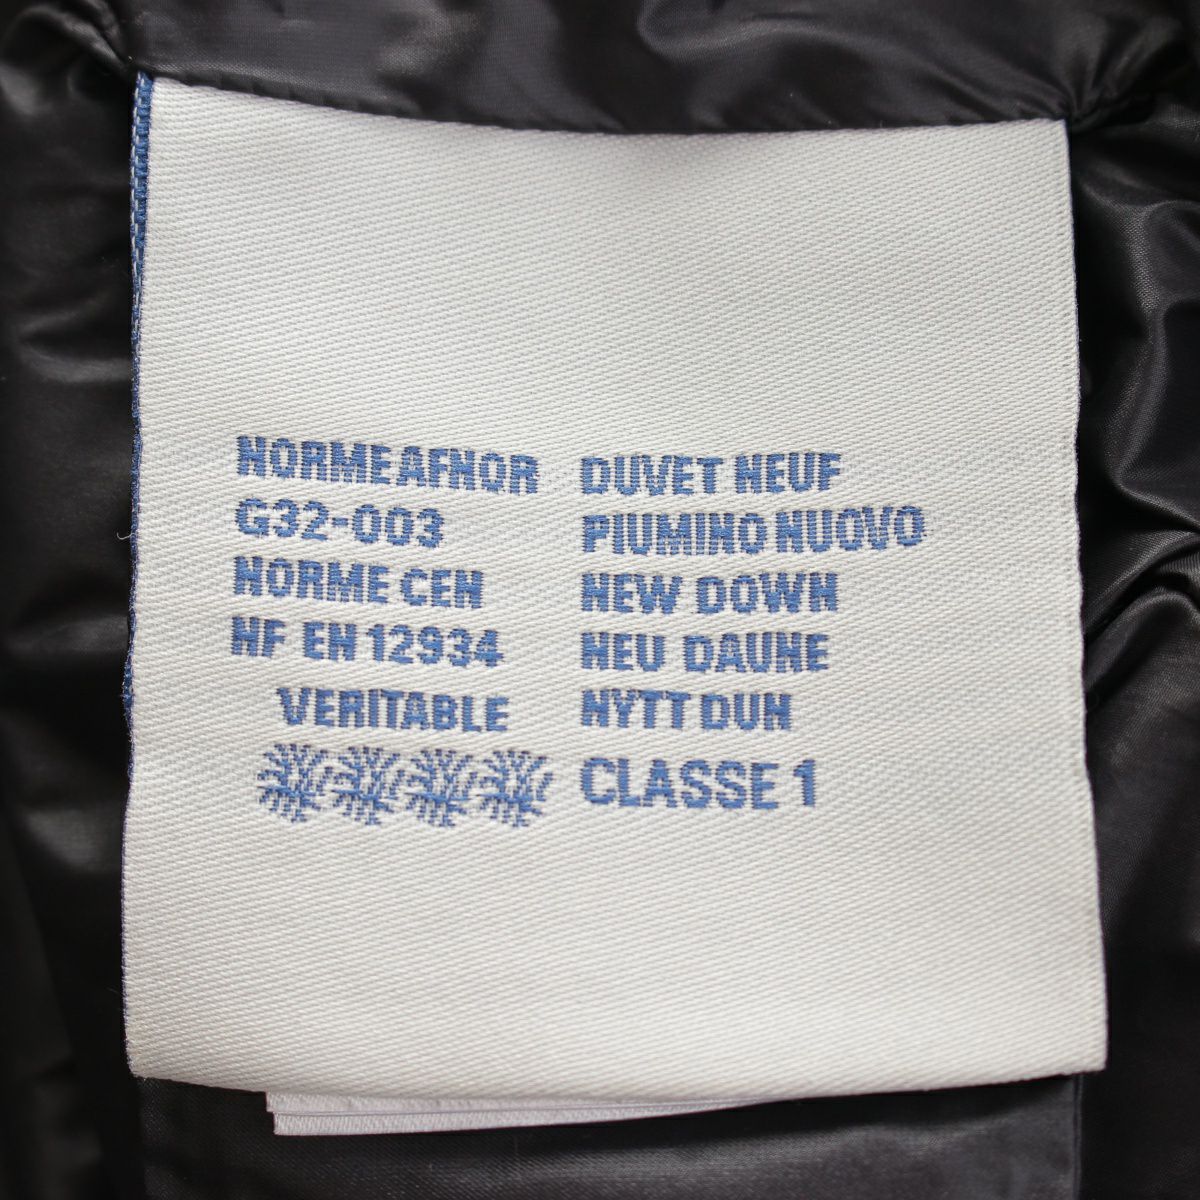 NORME AFNOR
G32-003
NORME CEN
NF EN 12934
VERITABLE
DUVET NEUF
PIUMINO NUOVO
NEW DOWN
NEU DAUNE
NYTT DUN
CLASSE 1